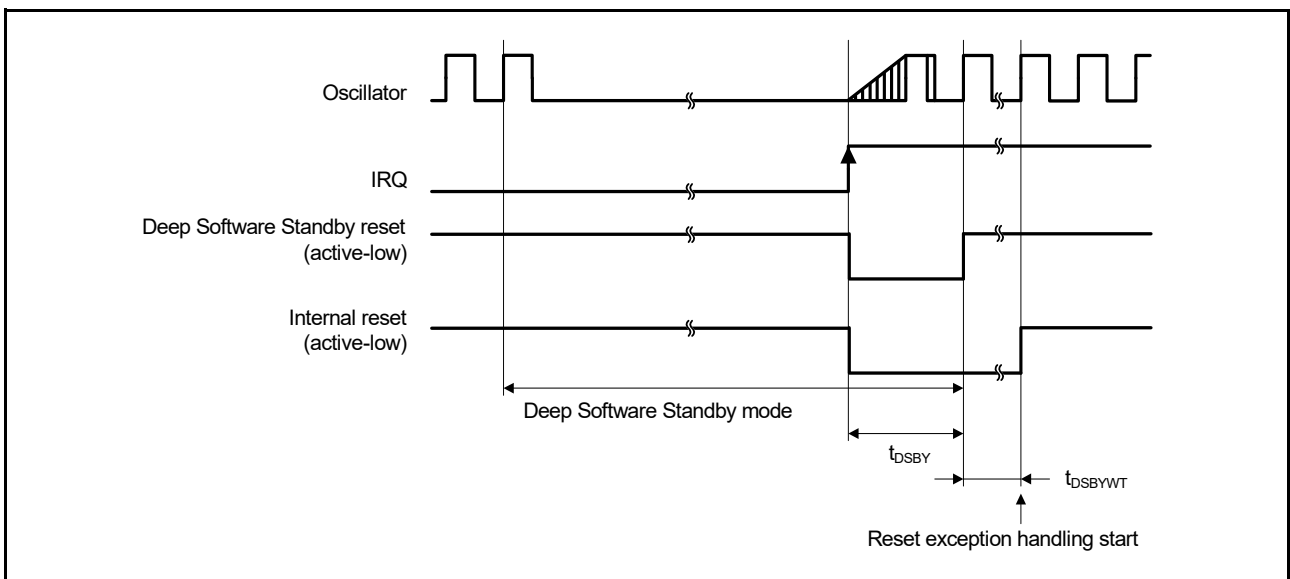 Oscillator
IRQ
Deep Software Standby reset
(active-low)
Internal reset
(active-low)
Deep Software Standby mode
tDSBY
tDSBYWT
Reset exception handling start